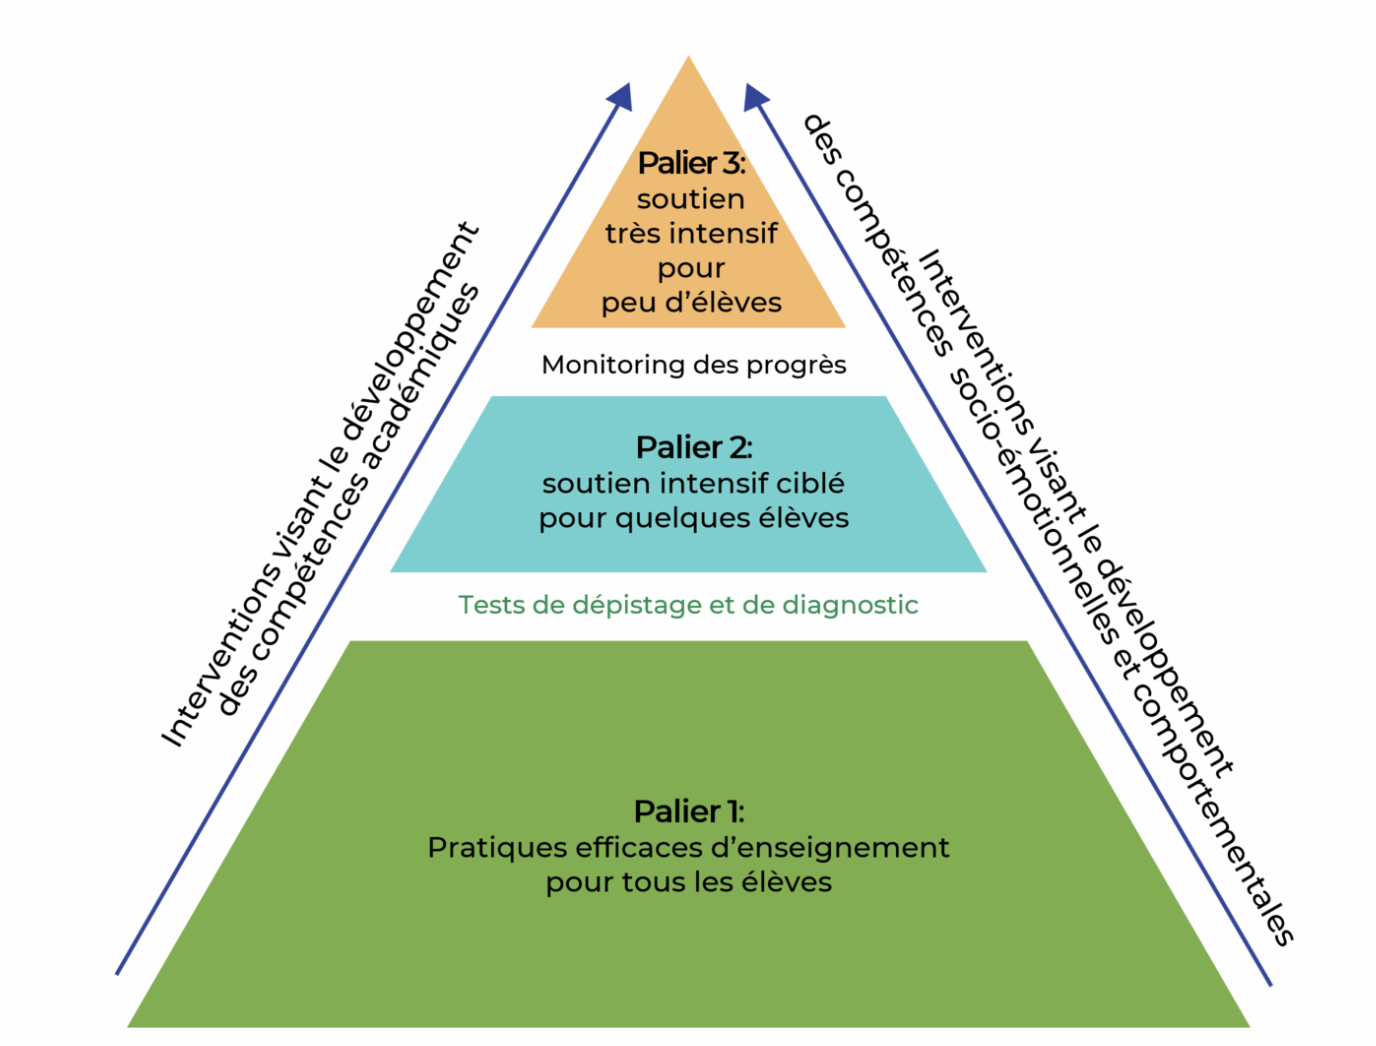 Palier 3:
soutien
très intensif
pour
peu d'élèves
Monitoring des progrès
Palier 2:
soutien intensif ciblé
pour quelques élèves
Tests de dépistage et de diagnostic
Palier 1:
Pratiques efficaces d'enseignement
pour tous les élèves
Interventions visant le développement
des compétences académiques
Interventions visant le développement
des compétences socio-émotionnelles et comportementales